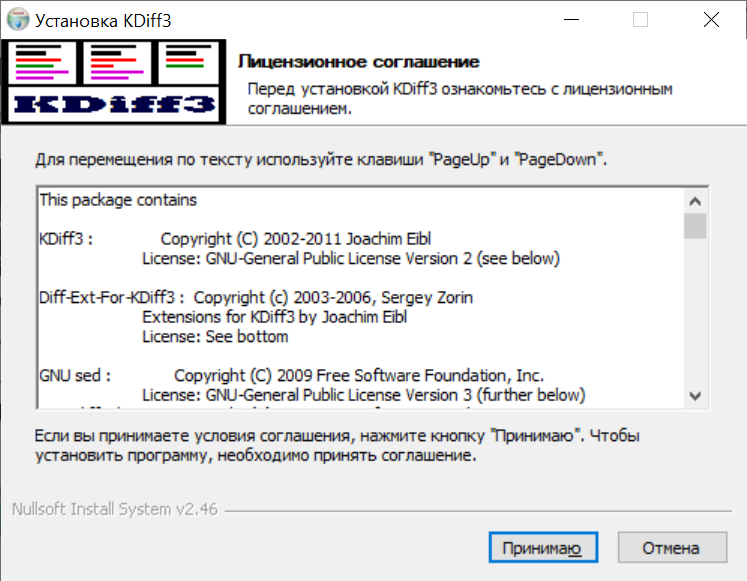 Установка KDiff3
KDiff3
Лицензионное соглашение
Перед установкой KDiff3 ознакомьтесь с лицензионным
соглашением.
Для перемещения по тексту используйте клавиши "PageUp" и "PageDown".
This package contains
KDiff3 : Copyright (C) 2002-2011 Joachim Eibl
License: GNU-General Public License Version 2 (see below)
Diff-Ext-For-KDiff3 : Copyright (c) 2003-2006, Sergey Zorin
Extensions for KDiff3 by Joachim Eibl
License: See bottom
GNU sed : Copyright (C) 2009 Free Software Foundation, Inc.
License: GNU-General Public License Version 3 (further below)
Если вы принимаете условия соглашения, нажмите кнопку "Принимаю". Чтобы
установить программу, необходимо принять соглашение.
Nullsoft Install System v2.46
Принимаю
Отмена